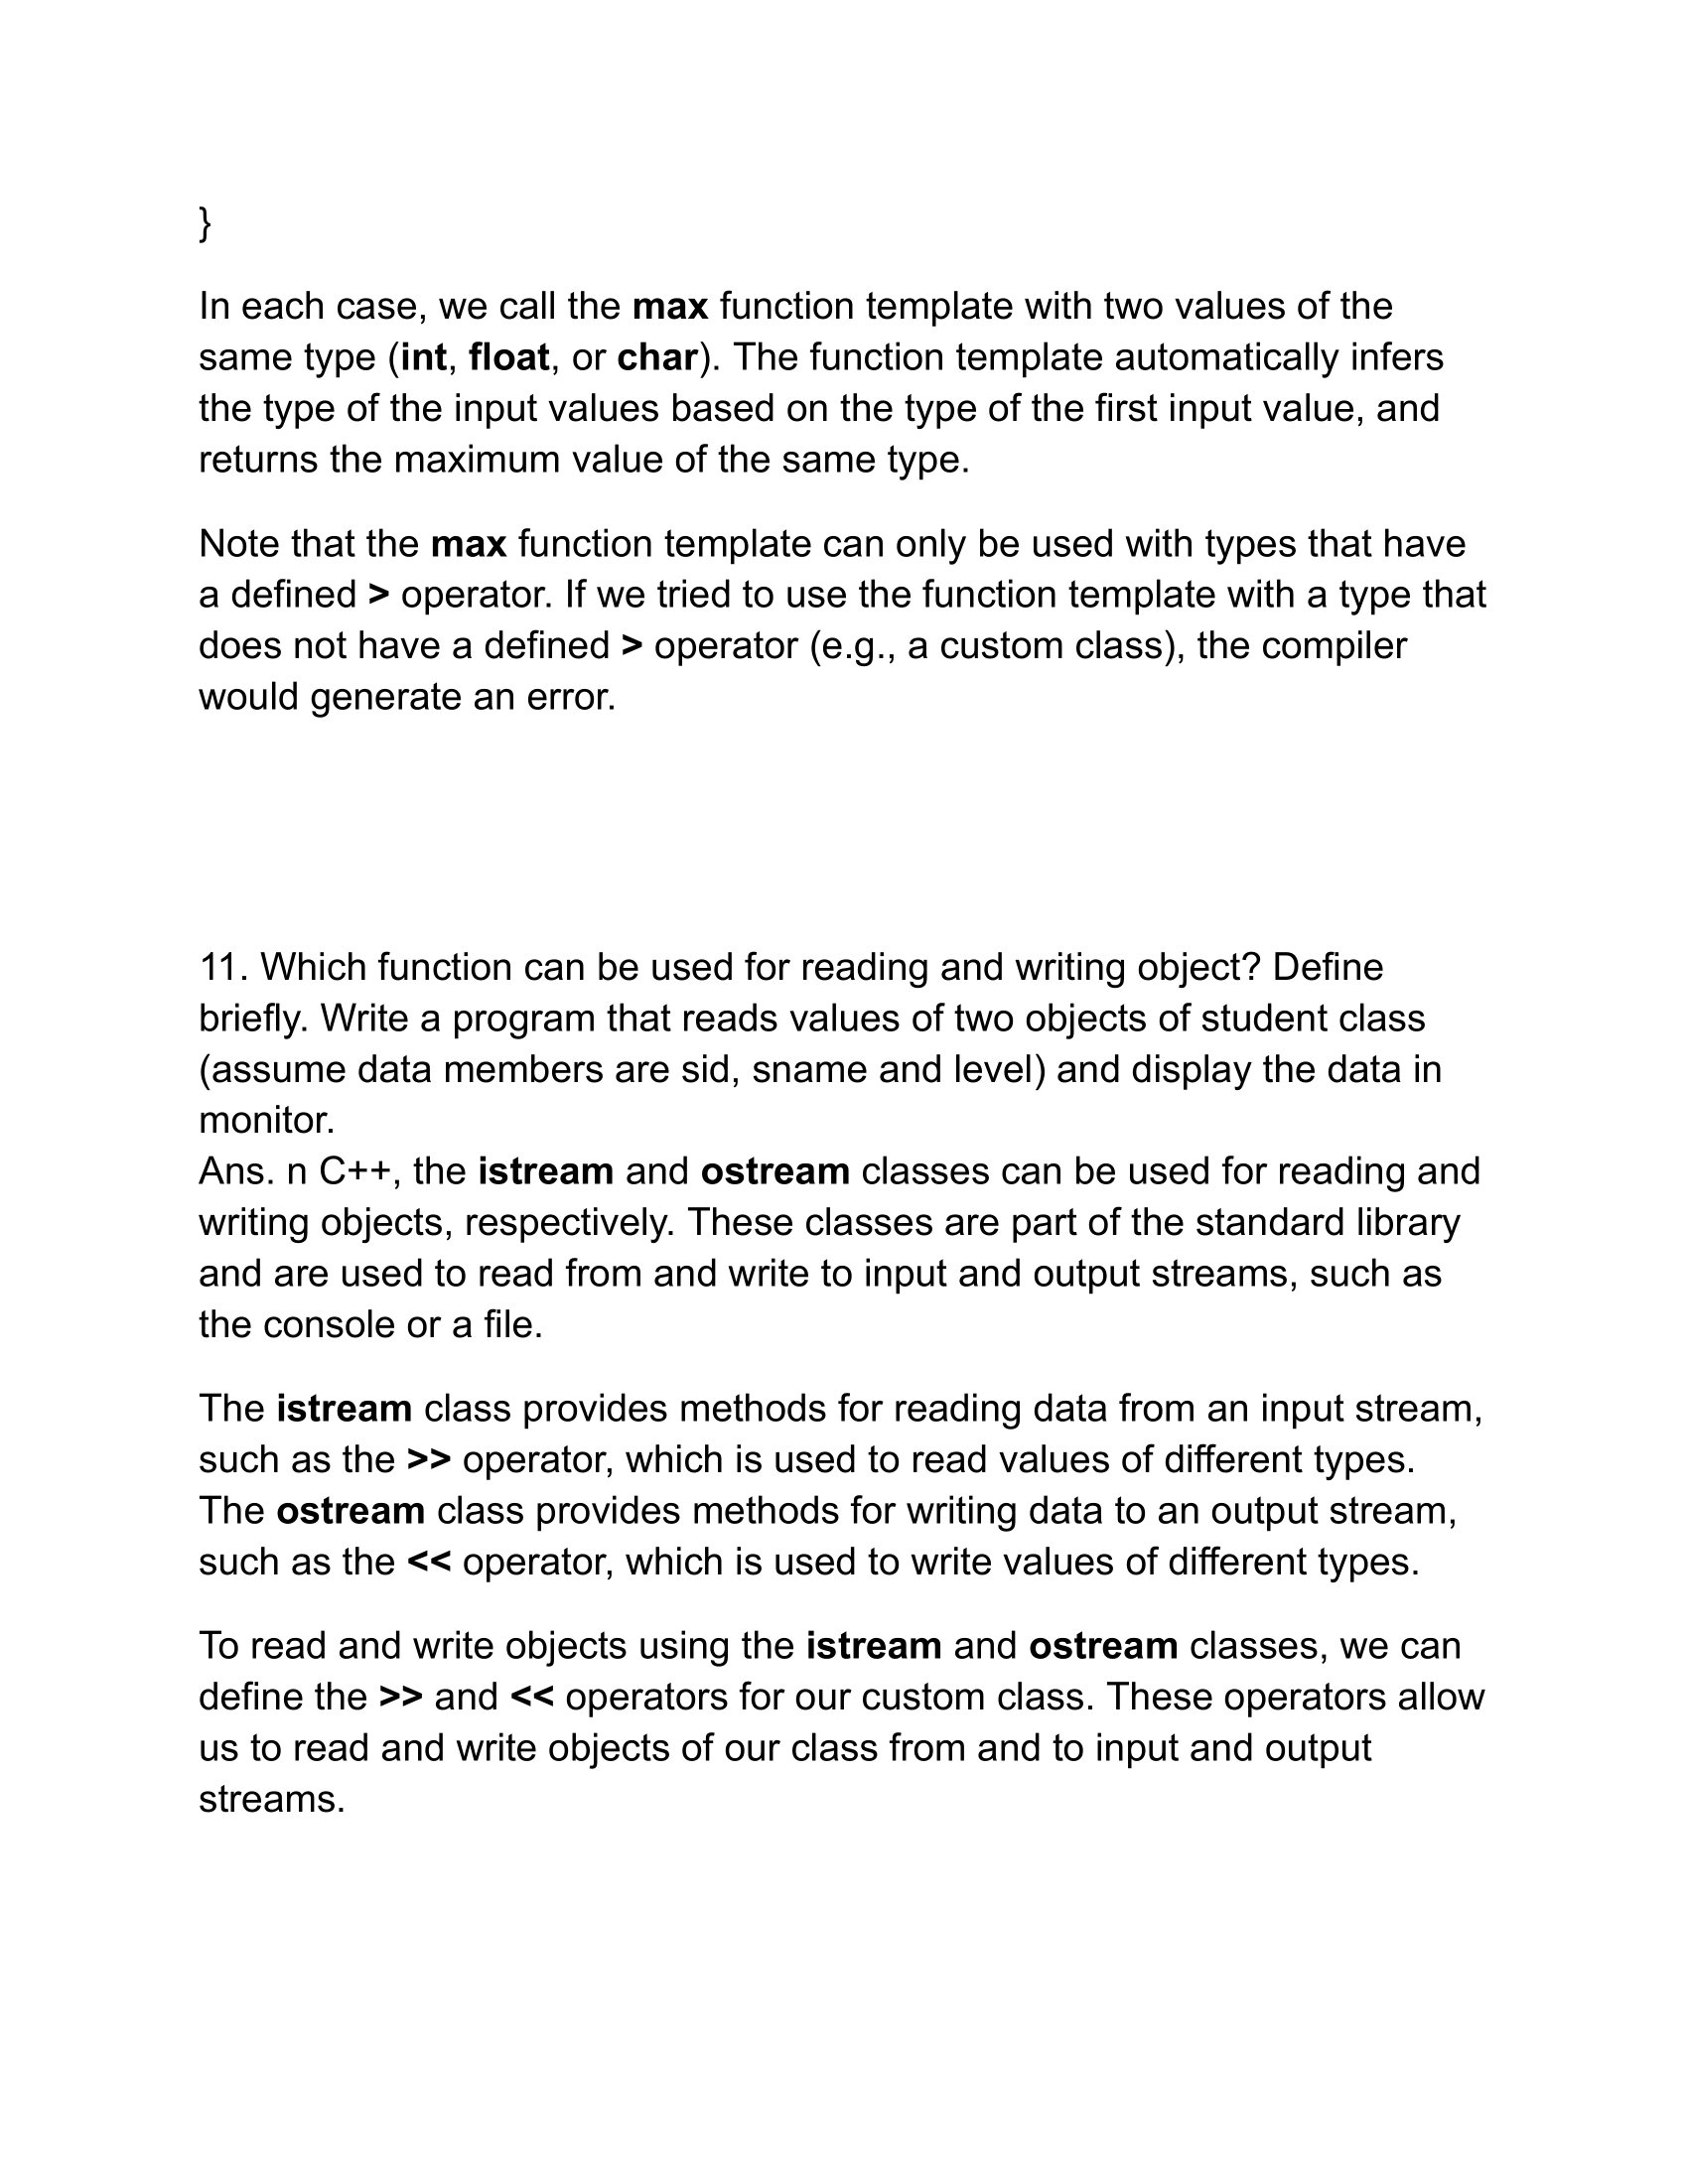 }
In each case, we call the max function template with two values of the
same type (int, float, or char). The function template automatically infers
the type of the input values based on the type of the first input value, and
returns the maximum value of the same type.
Note that the max function template can only be used with types that have
a defined > operator. If we tried to use the function template with a type that
does not have a defined > operator (e.g., a custom class), the compiler
would generate an error.
11. Which function can be used for reading and writing object? Define
briefly. Write a program that reads values of two objects of student class
(assume data members are sid, sname and level) and display the data in
monitor.
Ans. n C++, the istream and ostream classes can be used for reading and
writing objects, respectively. These classes are part of the standard library
and are used to read from and write to input and output streams, such as
the console or a file.
The istream class provides methods for reading data from an input stream,
such as the >> operator, which is used to read values of different types.
The ostream class provides methods for writing data to an output stream,
such as the << operator, which is used to write values of different types.
To read and write objects using the istream and ostream classes, we can
define the >> and << operators for our custom class. These operators allow
us to read and write objects of our class from and to input and output
streams.